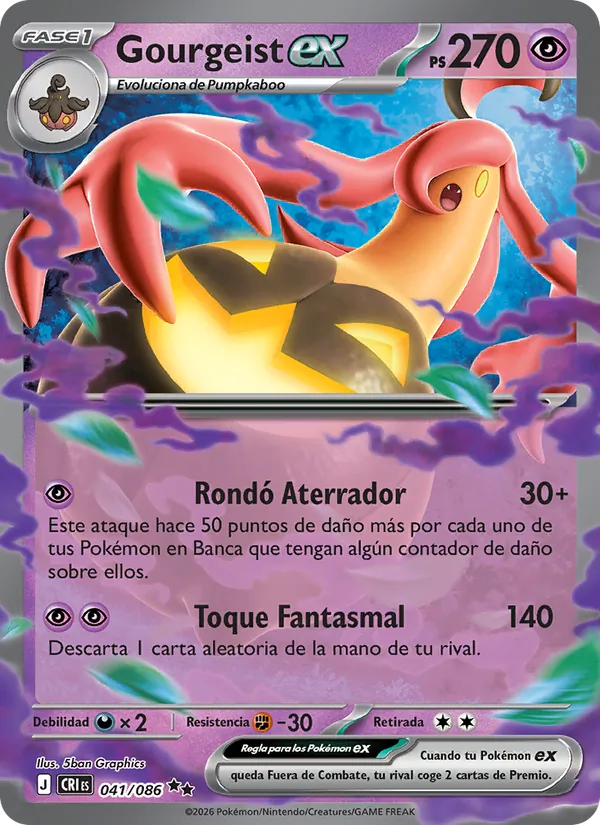 FASE 1
Gourgeist ex
PS 270
Evoluciona de Pumpkaboo
Rondó Aterrador 30+
Este ataque hace 50 puntos de daño más por cada uno de
tus Pokémon en Banca que tengan algún contador de daño
sobre ellos.
Toque Fantasmal 140
Descarta 1 carta aleatoria de la mano de tu rival.
Debilidad ×2 Resistencia -30 Retirada
Ilus. 5ban Graphics
Regla para los Pokémon ex
Cuando tu Pokémon ex
queda Fuera de Combate, tu rival coge 2 cartas de Premio.
J CRI ES 041/086
©2026 Pokémon/Nintendo/Creatures/GAME FREAK